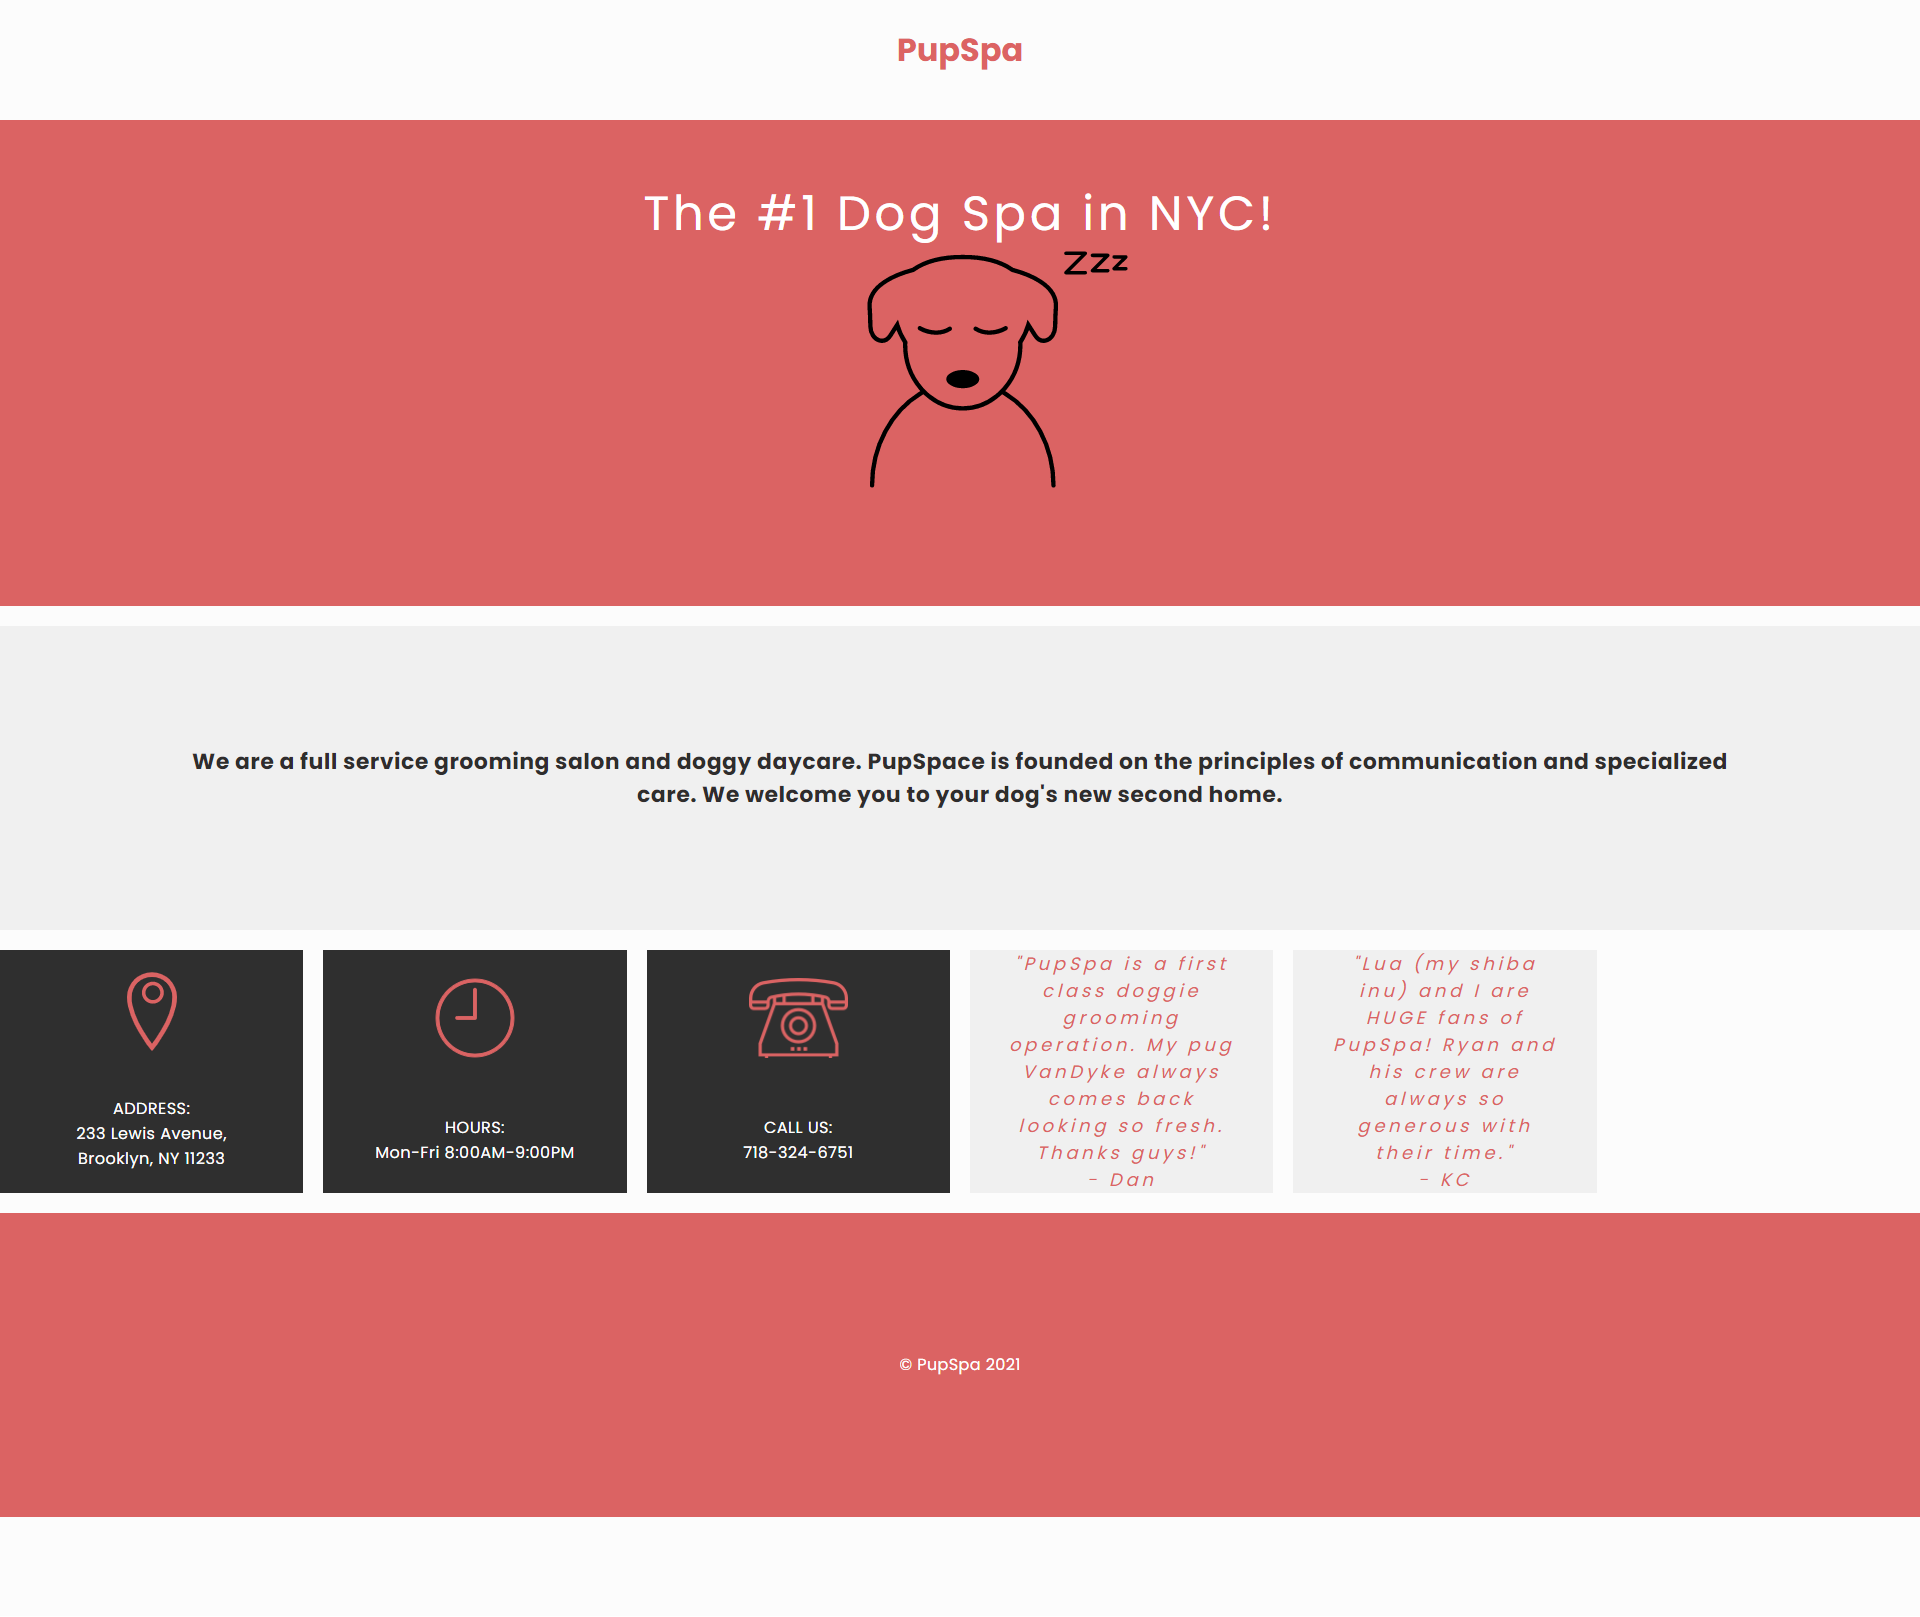 PupSpa
The #1 Dog Spa in NYC!
Zzz
We are a full service grooming salon and doggy daycare. PupSpace is founded on the principles of communication and specialized
care. We welcome you to your dog's new second home.
ADDRESS:
233 Lewis Avenue,
Brooklyn, NY 11233
HOURS:
Mon-Fri 8:00AM-9:00PM
CALL US:
718-324-6751
"PupSpa is a first
class doggie
grooming
operation. My pug
VanDyke always
comes back
looking so fresh.
Thanks guys!"
- Dan
"Lua (my shiba
inu) and I are
HUGE fans of
PupSpa! Ryan and
his crew are
always so
generous with
their time."
- KC
© PupSpa 2021